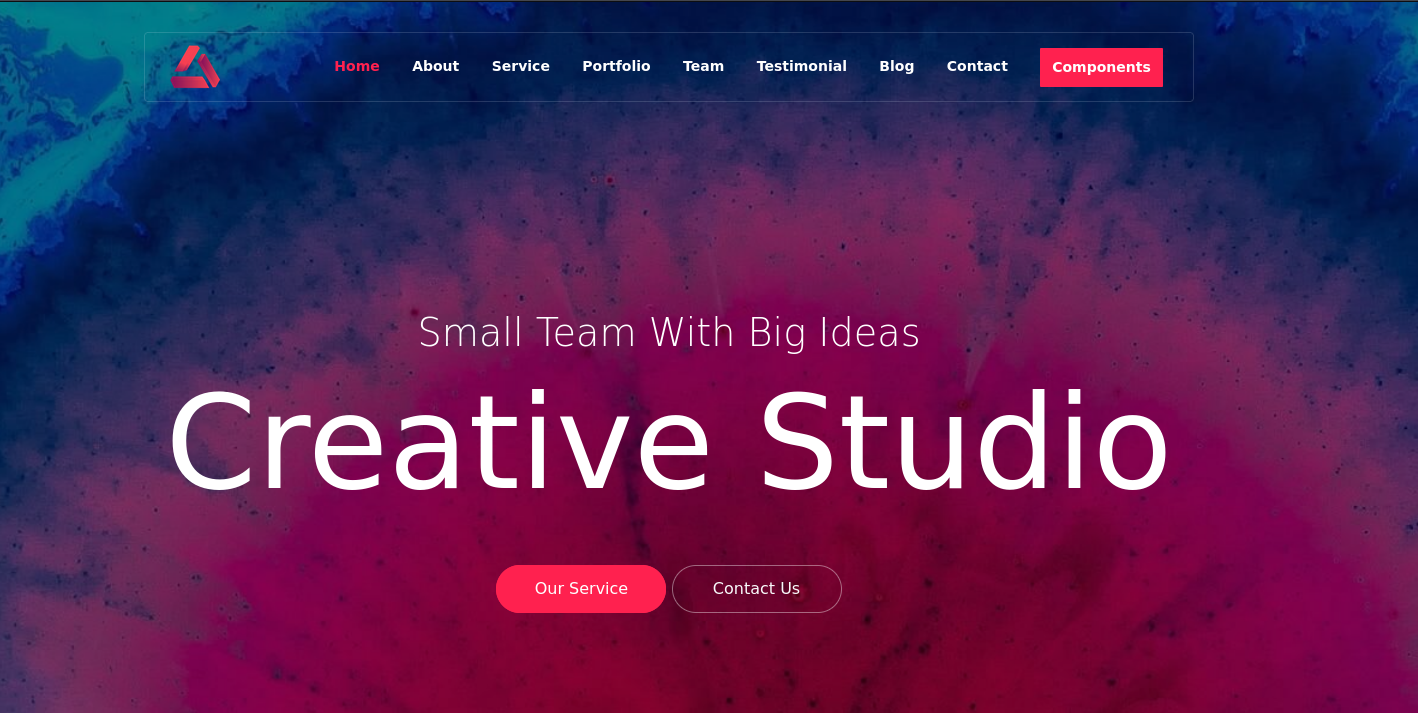 Home About Service Portfolio Team Testimonial Blog Contact Components
Small Team With Big Ideas
Creative Studio
Our Service Contact Us